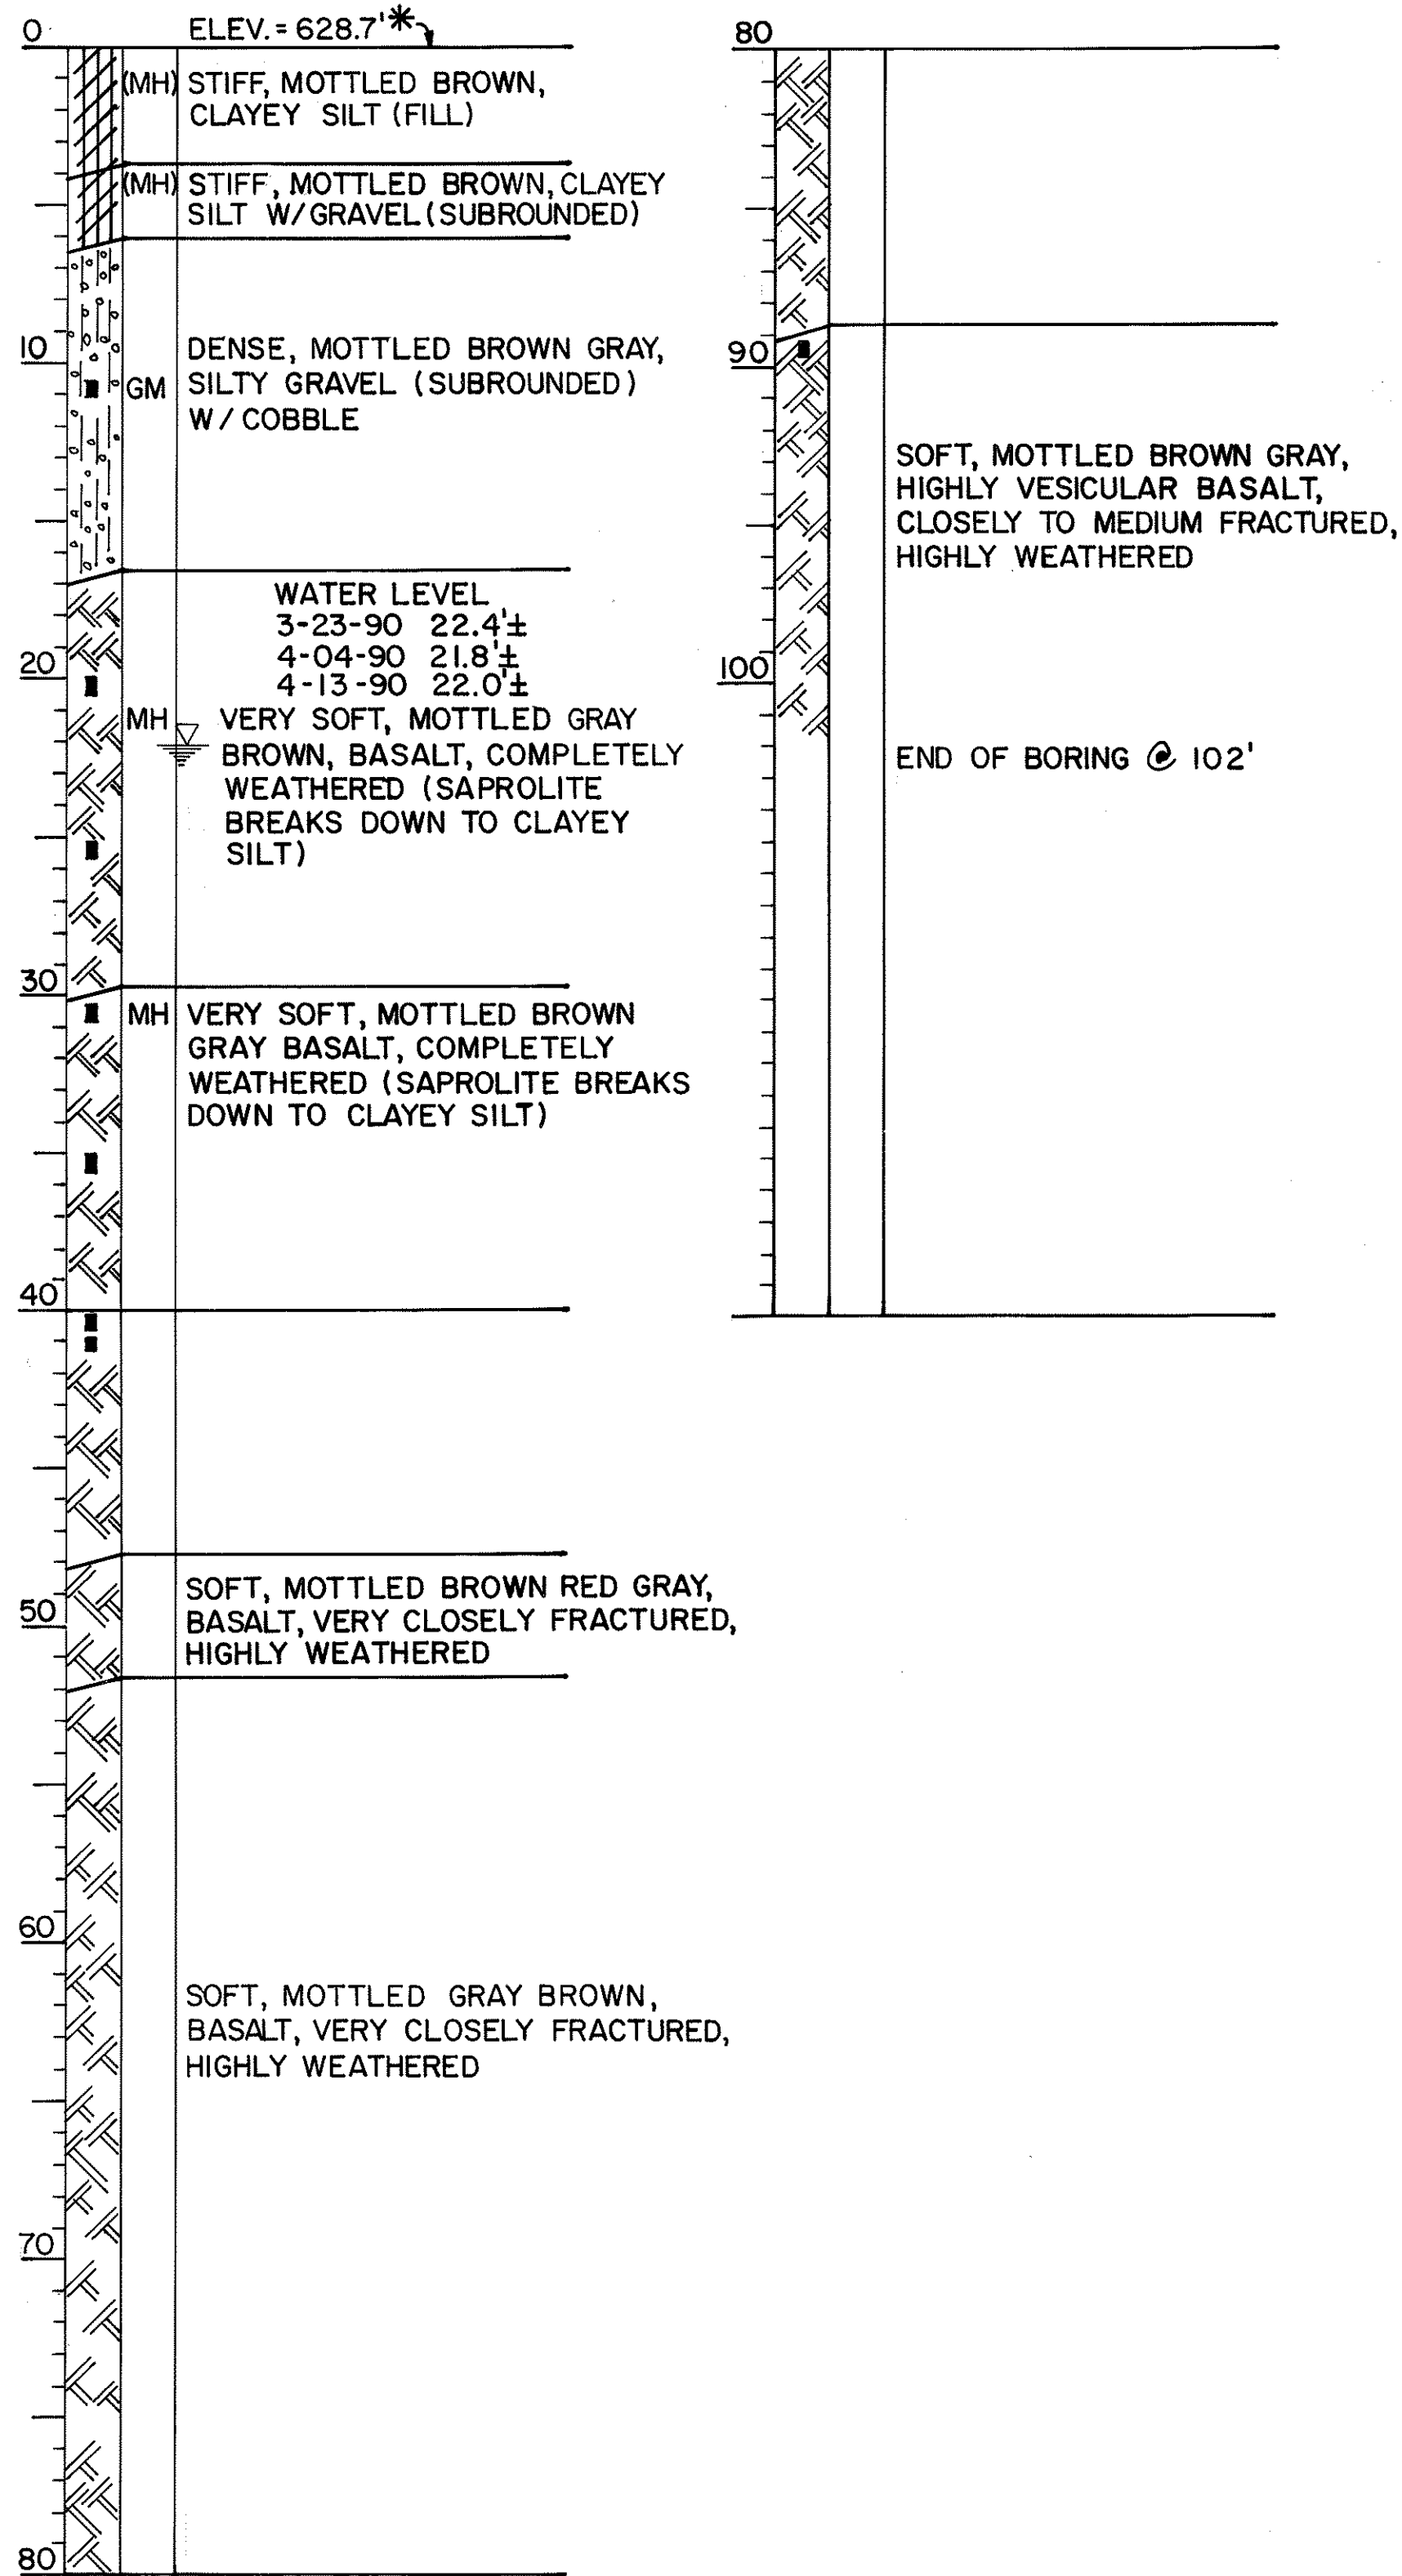 0
ELEV. = 628.7'*
(MH) STIFF, MOTTLED BROWN,
CLAYEY SILT (FILL)
(MH) STIFF, MOTTLED BROWN, CLAYEY
SILT W/GRAVEL (SUBROUNDED)
10
DENSE, MOTTLED BROWN GRAY,
GM SILTY GRAVEL (SUBROUNDED)
W/COBBLE
WATER LEVEL
3-23-90 22.4'±
4-04-90 21.8'±
4-13-90 22.0'±
20
MH VERY SOFT, MOTTLED GRAY
BROWN, BASALT, COMPLETELY
WEATHERED (SAPROLITE
BREAKS DOWN TO CLAYEY
SILT)
30
MH VERY SOFT, MOTTLED BROWN
GRAY BASALT, COMPLETELY
WEATHERED (SAPROLITE BREAKS
DOWN TO CLAYEY SILT)
40
SOFT, MOTTLED BROWN RED GRAY,
50
BASALT, VERY CLOSELY FRACTURED,
HIGHLY WEATHERED
60
SOFT, MOTTLED GRAY BROWN,
BASALT, VERY CLOSELY FRACTURED,
HIGHLY WEATHERED
70
80
80
90
SOFT, MOTTLED BROWN GRAY,
HIGHLY VESICULAR BASALT,
CLOSELY TO MEDIUM FRACTURED,
HIGHLY WEATHERED
100
END OF BORING @ 102'